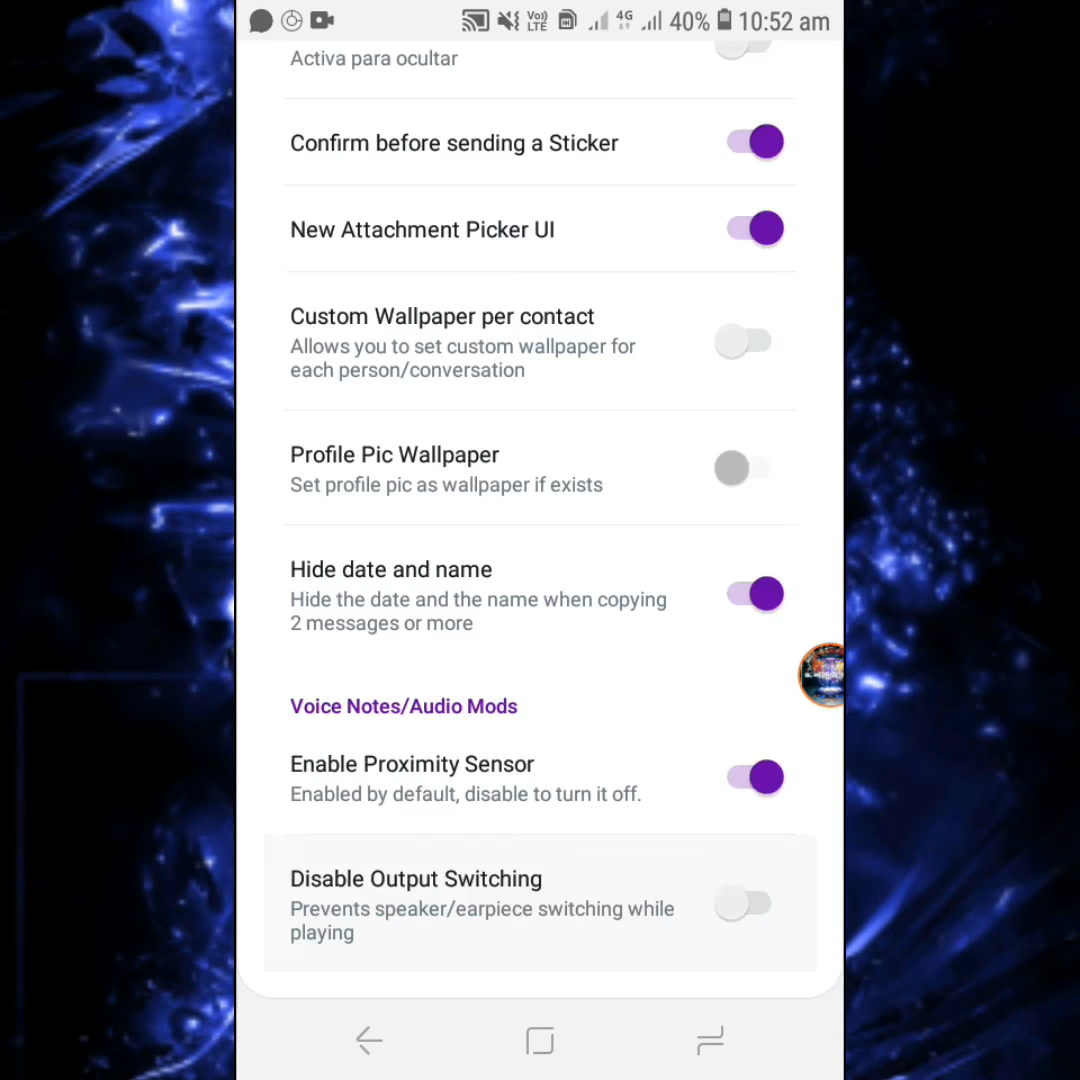 Vo))
LTE
4G
40%
10:52 am
Activa para ocultar
Confirm before sending a Sticker
New Attachment Picker UI
Custom Wallpaper per contact
Allows you to set custom wallpaper for
each person/conversation
Profile Pic Wallpaper
Set profile pic as wallpaper if exists
Hide date and name
Hide the date and the name when copying
2 messages or more
Voice Notes/Audio Mods
Enable Proximity Sensor
Enabled by default, disable to turn it off.
Disable Output Switching
Prevents speaker/earpiece switching while
playing